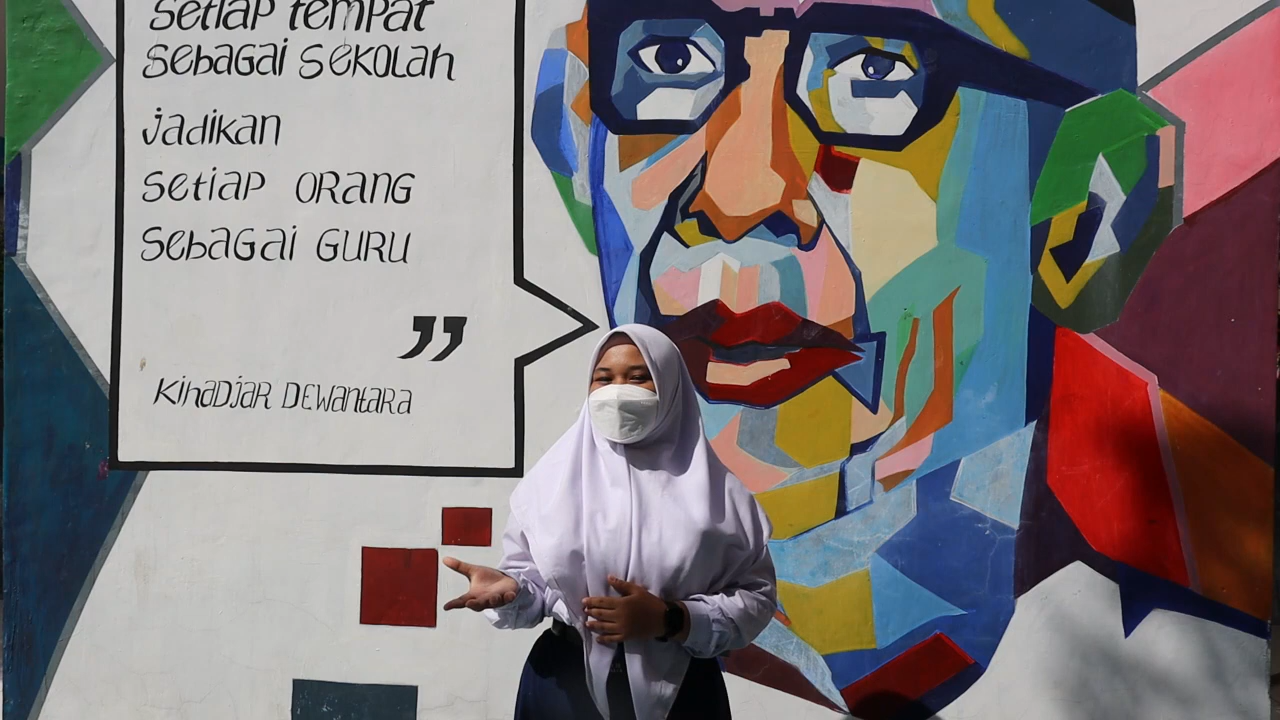 setiap tempat
sebagai sekolah
jadikan
setiap orang
sebagai guru
”
Kihadjar Dewantara